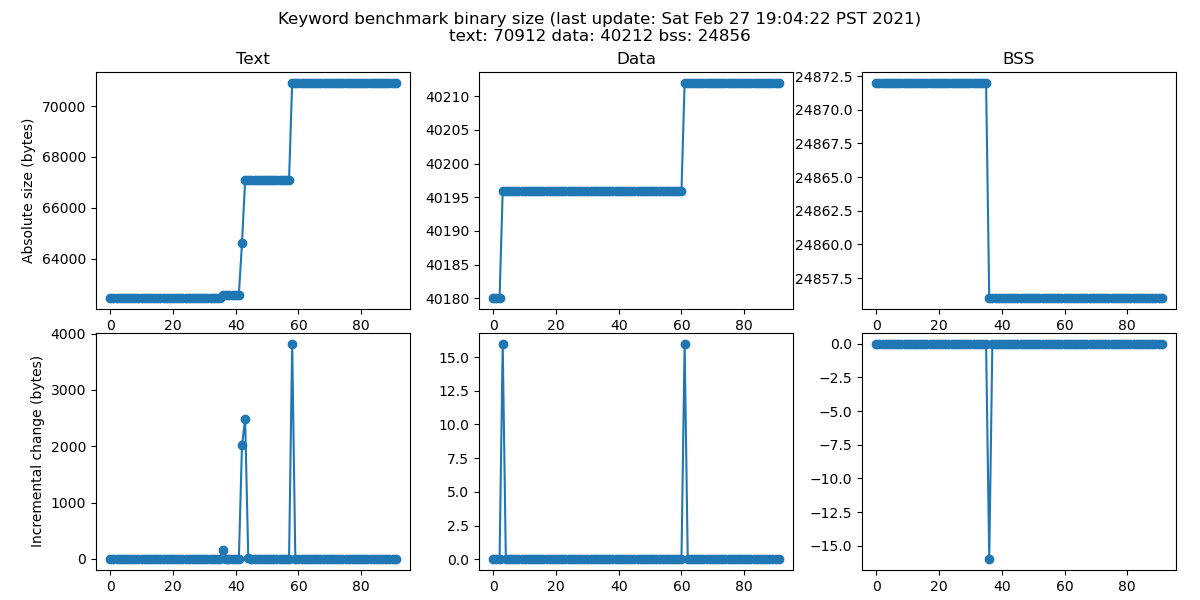 Keyword benchmark binary size (last update: Sat Feb 27 19:04:22 PST 2021)
text: 70912 data: 40212 bss: 24856
Text
Data
BSS
Absolute size (bytes)
70000
68000
66000
64000
0 20 40 60 80
40210
40205
40200
40195
40190
40185
40180
0 20 40 60 80
24872.5
24870.0
24867.5
24865.0
24862.5
24860.0
24857.5
0 20 40 60 80
Incremental change (bytes)
4000
3000
2000
1000
0
0 20 40 60 80
15.0
12.5
10.0
7.5
5.0
2.5
0.0
0 20 40 60 80
0.0
−2.5
−5.0
−7.5
−10.0
−12.5
−15.0
0 20 40 60 80